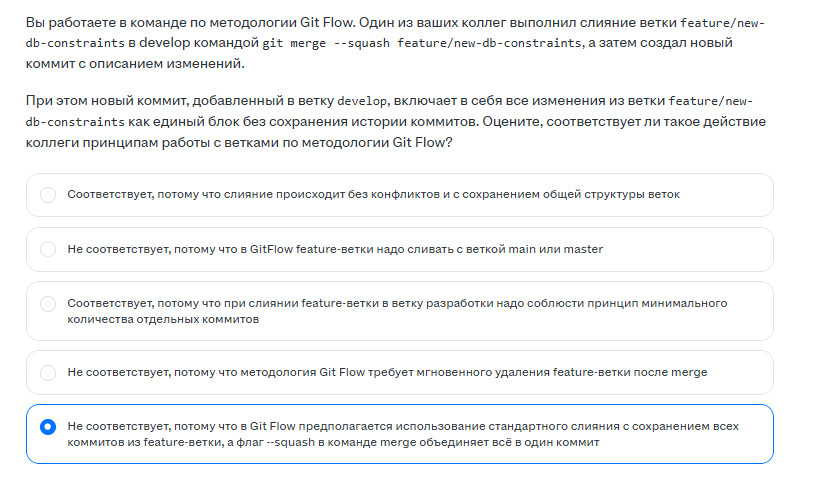 Вы работаете в команде по методологии Git Flow. Один из ваших коллег выполнил слияние ветки feature/new-
db-constraints в develop командой git merge --squash feature/new-db-constraints, а затем создал новый
коммит с описанием изменений.
При этом новый коммит, добавленный в ветку develop, включает в себя все изменения из ветки feature/new-
db-constraints как единый блок без сохранения истории коммитов. Оцените, соответствует ли такое действие
коллеги принципам работы с ветками по методологии Git Flow?
Соответствует, потому что слияние происходит без конфликтов и с сохранением общей структуры веток
Не соответствует, потому что в GitFlow feature-ветки надо сливать с веткой main или master
Соответствует, потому что при слиянии feature-ветки в ветку разработки надо соблюсти принцип минимального
количества отдельных коммитов
Не соответствует, потому что методология Git Flow требует мгновенного удаления feature-ветки после merge
Не соответствует, потому что в Git Flow предполагается использование стандартного слияния с сохранением всех
коммитов из feature-ветки, а флаг --squash в команде merge объединяет всё в один коммит